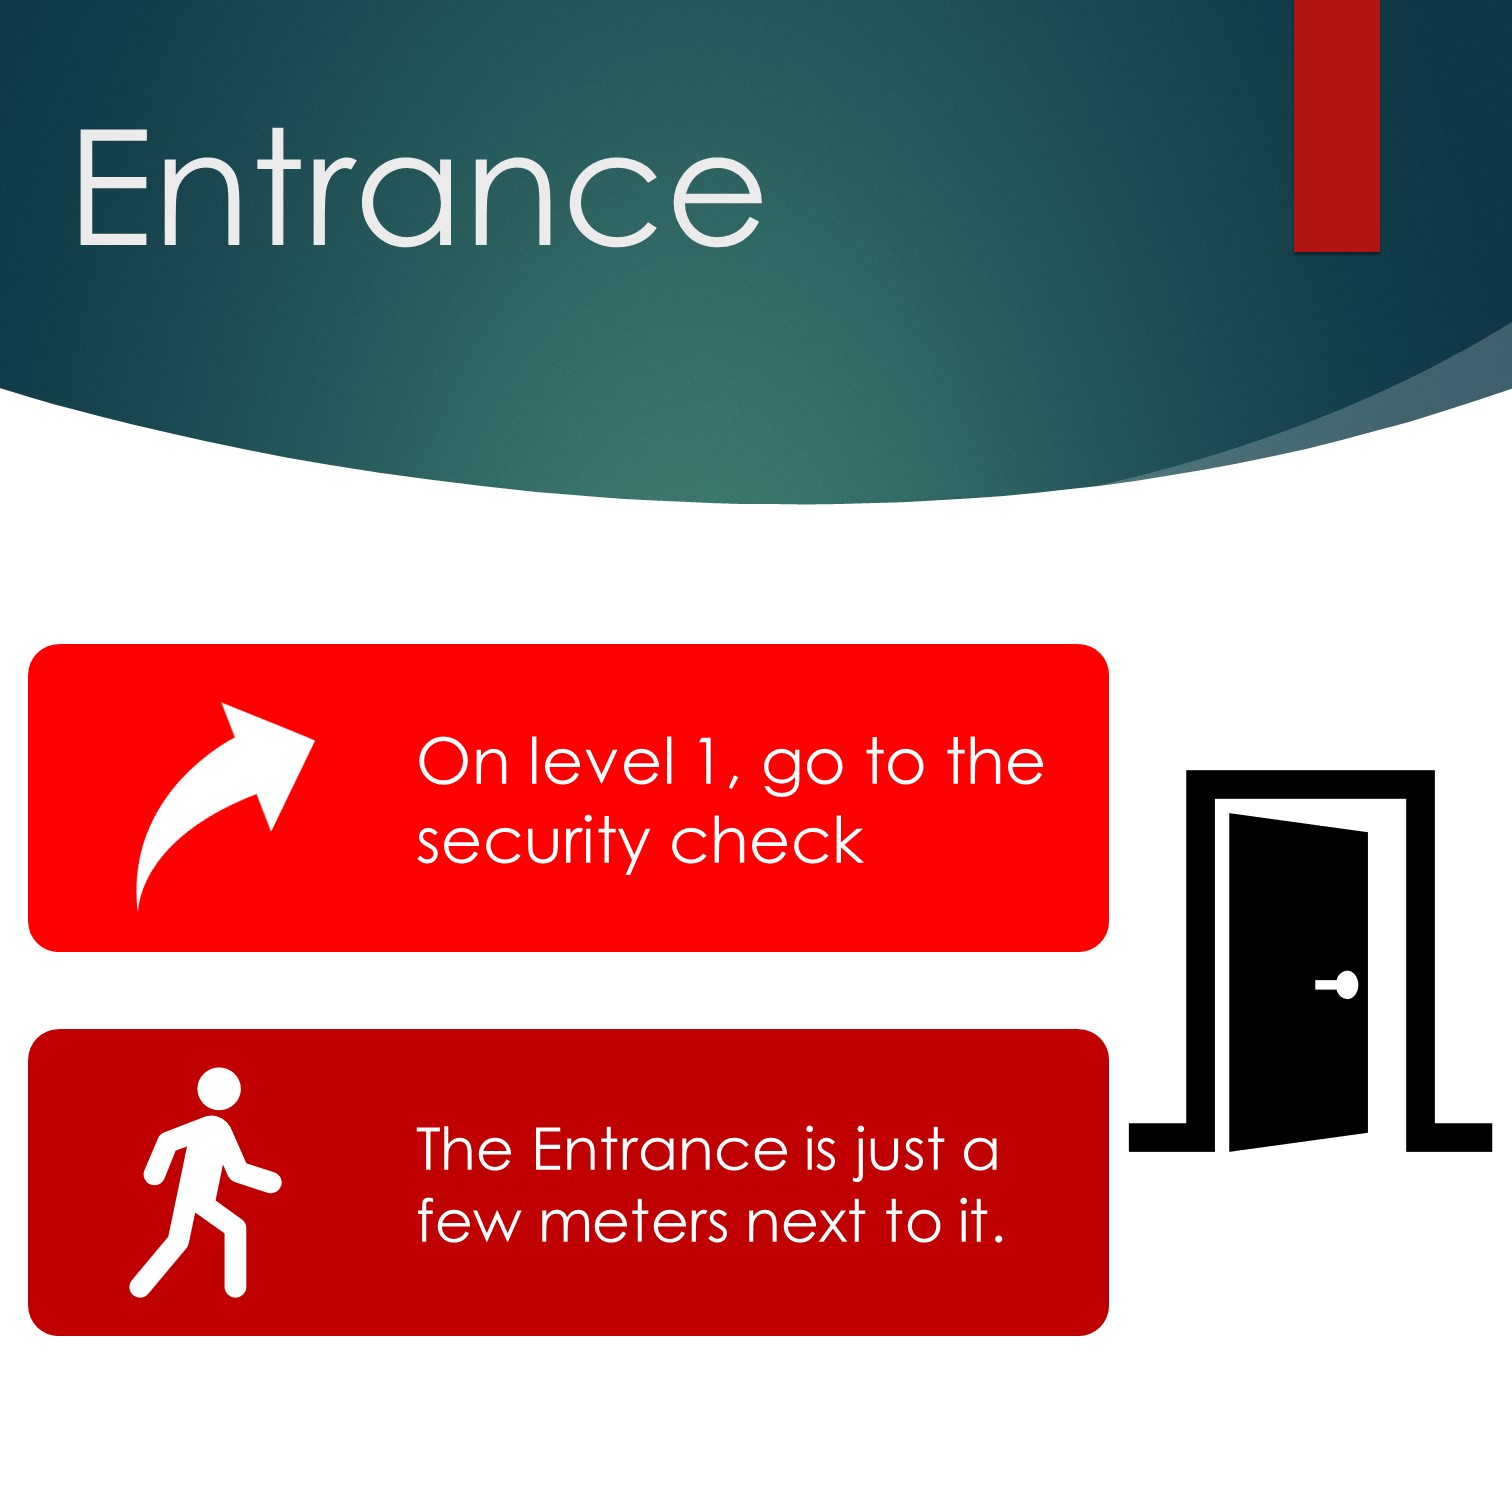 Entrance
On level 1, go to the
security check
The Entrance is just a
few meters next to it.